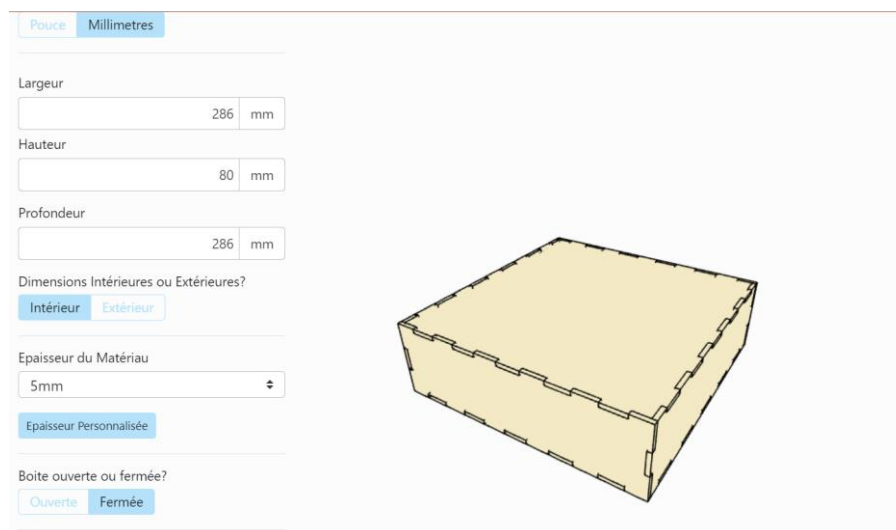 Pouce Millimetres
Largeur
286 mm
Hauteur
80 mm
Profondeur
286 mm
Dimensions Intérieures ou Extérieures?
Intérieur Extérieur
Epaisseur du Matériau
5mm
Epaisseur Personnalisée
Boite ouverte ou fermée?
Ouverte Fermée